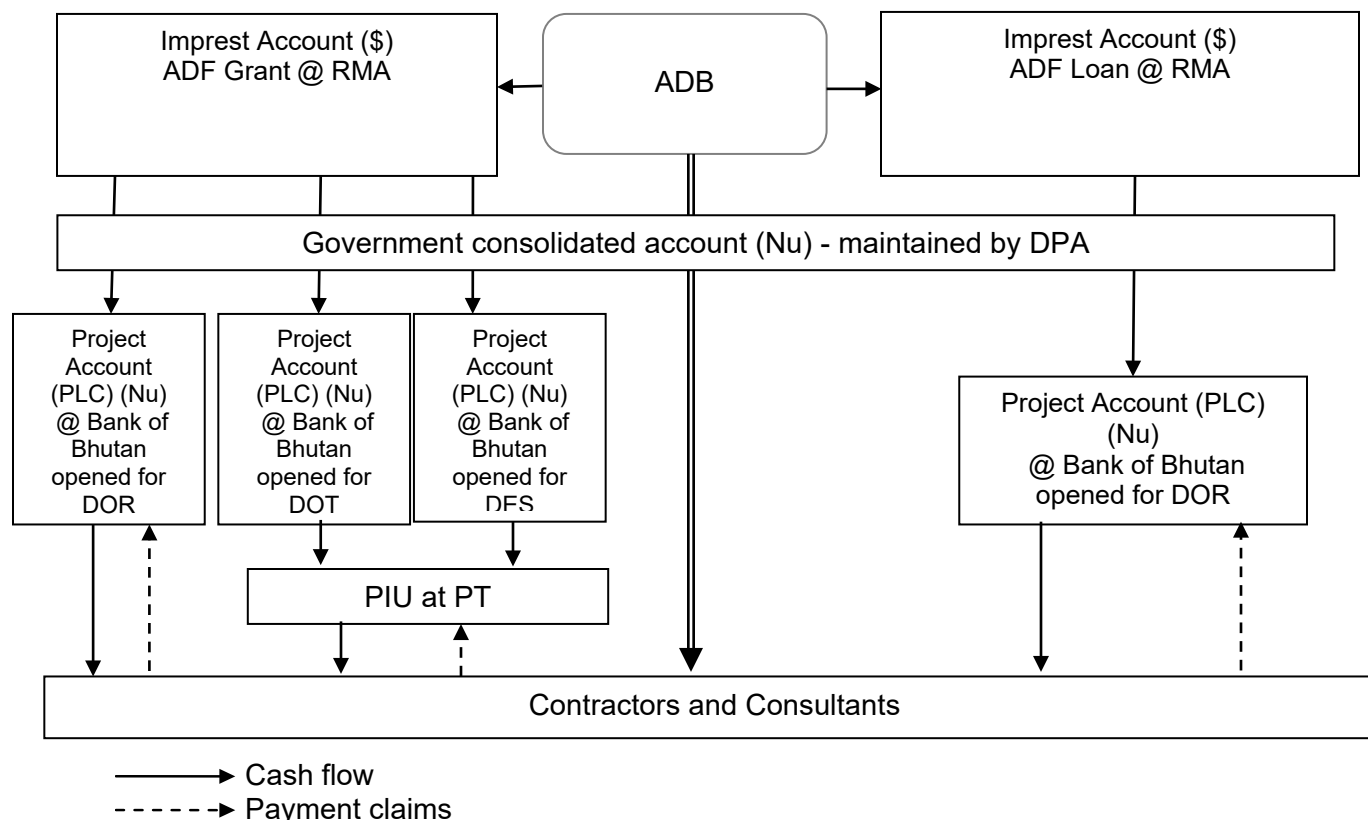 Imprest Account ($)
ADF Grant @ RMA
ADB
Imprest Account ($)
ADF Loan @ RMA
Government consolidated account (Nu) - maintained by DPA
Project
Account
(PLC) (Nu)
@ Bank of
Bhutan
opened for
DOR
Project
Account
(PLC) (Nu)
@ Bank of
Bhutan
opened for
DOT
Project
Account
(PLC) (Nu)
@ Bank of
Bhutan
opened for
DES
Project Account (PLC)
(Nu)
@ Bank of Bhutan
opened for DOR
PIU at PT
Contractors and Consultants
Cash flow
Payment claims